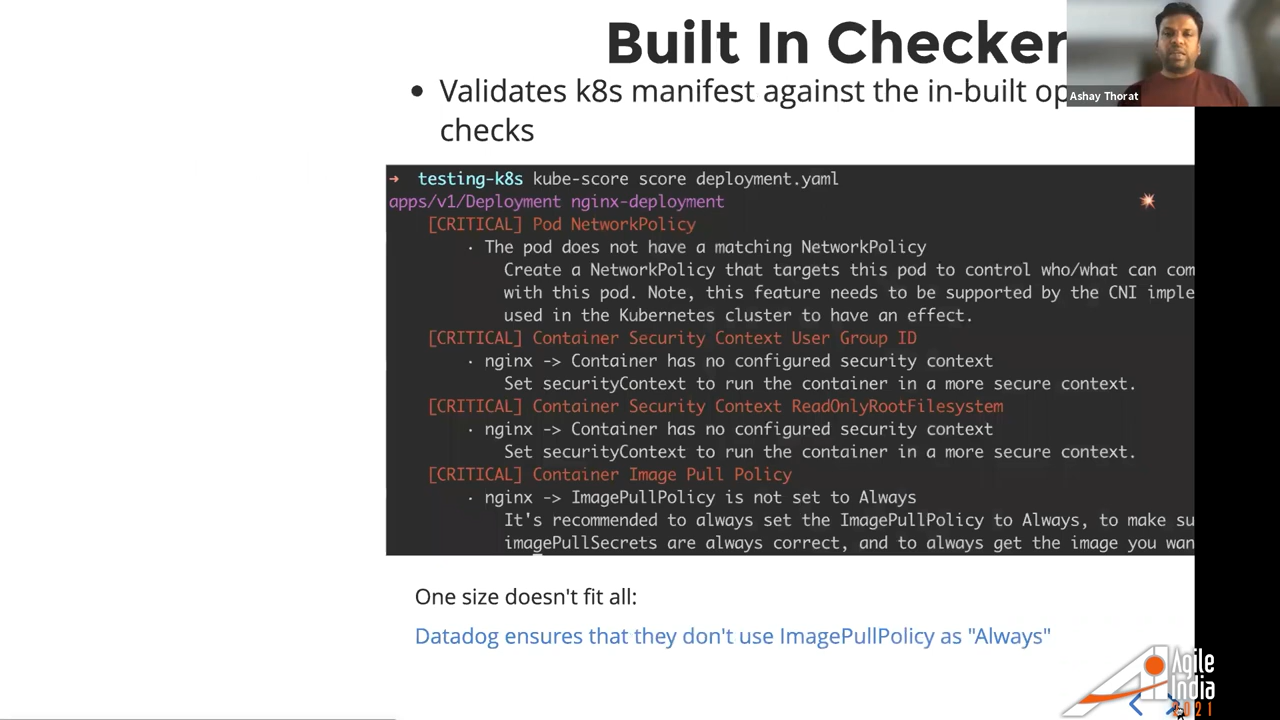 Built In Checker
• Validates k8s manifest against the in-built op
checks
Ashay Thorat
→ testing-k8s kube-score score deployment.yaml
apps/v1/Deployment nginx-deployment
[CRITICAL] Pod NetworkPolicy
· The pod does not have a matching NetworkPolicy
Create a NetworkPolicy that targets this pod to control who/what can com
with this pod. Note, this feature needs to be supported by the CNI imple
used in the Kubernetes cluster to have an effect.
[CRITICAL] Container Security Context User Group ID
· nginx -> Container has no configured security context
Set securityContext to run the container in a more secure context.
[CRITICAL] Container Security Context ReadOnlyRootFilesystem
· nginx -> Container has no configured security context
Set securityContext to run the container in a more secure context.
[CRITICAL] Container Image Pull Policy
· nginx -> ImagePullPolicy is not set to Always
It's recommended to always set the ImagePullPolicy to Always, to make su
imagePullSecrets are always correct, and to always get the image you wan
One size doesn't fit all:
Datadog ensures that they don't use ImagePullPolicy as "Always"
Agile
India
2021